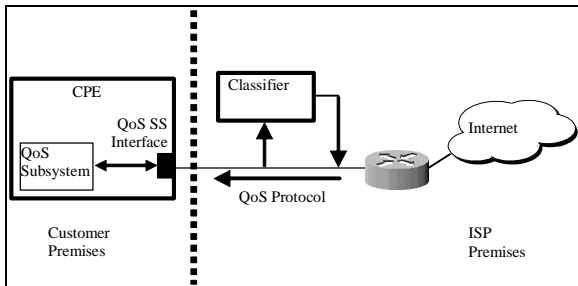 CPE
QoS SS
Interface
QoS
Subsystem
Classifier
Internet
QoS Protocol
Customer
Premises
ISP
Premises